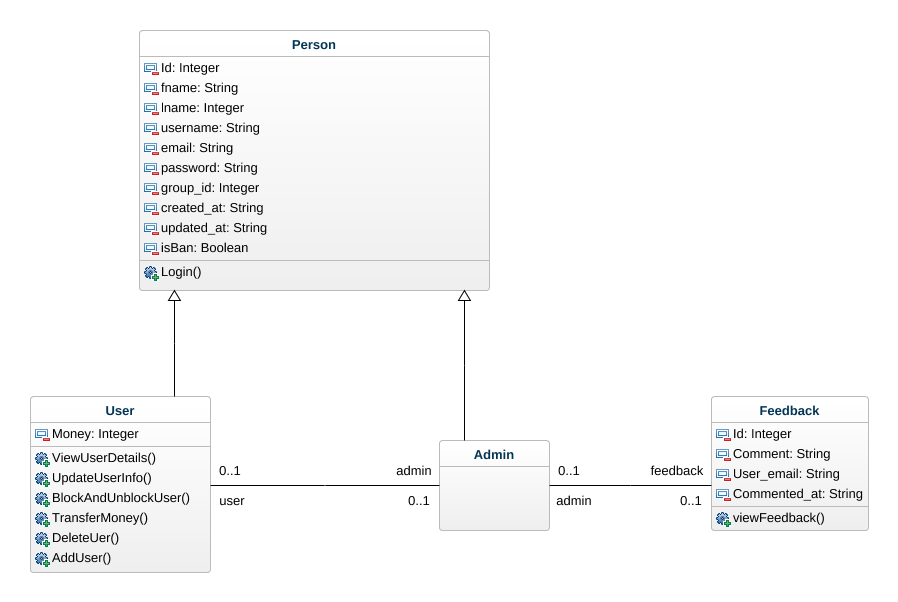 Person
Id: Integer
fname: String
lname: Integer
username: String
email: String
password: String
group_id: Integer
created_at: String
updated_at: String
isBan: Boolean
Login()
User
Money: Integer
ViewUserDetails()
UpdateUserInfo()
BlockAndUnblockUser()
TransferMoney()
DeleteUer()
AddUser()
0..1
user
admin
0..1
Admin
0..1
admin
feedback
0..1
Feedback
Id: Integer
Comment: String
User_email: String
Commented_at: String
viewFeedback()